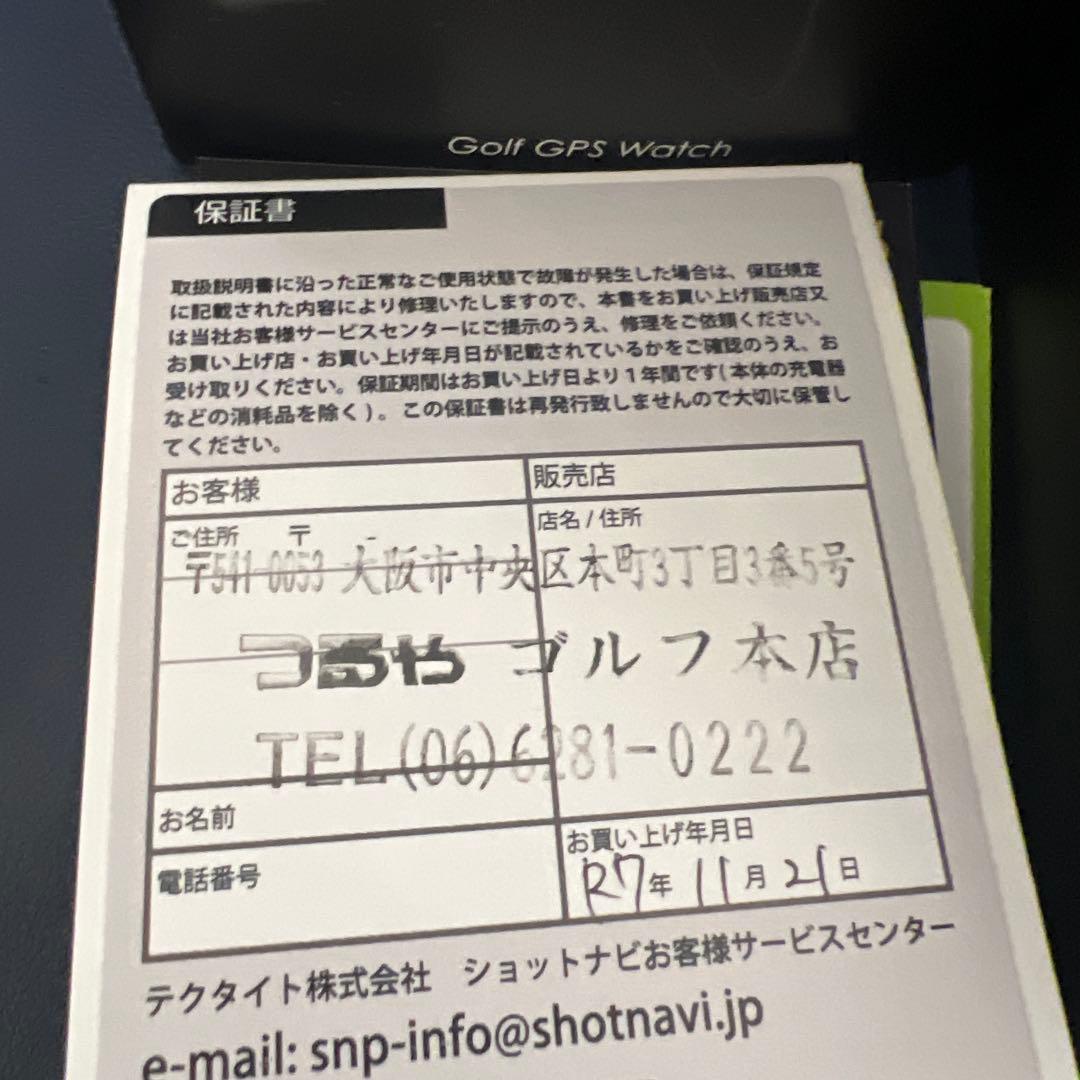 Golf GPS Watch
保証書
取扱説明書に沿った正常なご使用状態で故障が発生した場合は、保証規定
に記載された内容により修理いたしますので、本書をお買い上げ販売店又
は当社お客様サービスセンターにご提示のうえ、修理をご依頼ください。
お買い上げ店・お買い上げ年月日が記載されているかをご確認のうえ、お
受け取りください。保証期間はお買い上げ日より1年間です(本体の充電器
などの消耗品を除く)。この保証書は再発行致しませんので大切に保管し
てください。
お客様
販売店
ご住所 〒 -
店名/住所
〒541-0053 大阪市中央区本町3丁目3番5号
つるや ゴルフ本店
TEL(06)6281-0222
お名前
電話番号
お買い上げ年月日
R7年 11月 21日
テクタイト株式会社 ショットナビお客様サービスセンター
e-mail: snp-info@shotnavi.jp